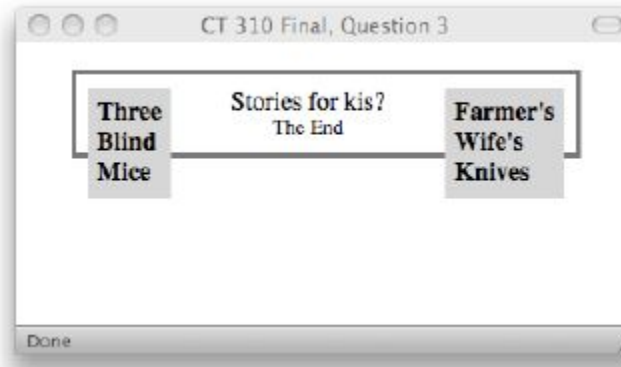 CT 310 Final, Question 3
Three
Blind
Mice
Stories for kis?
The End
Farmer's
Wife's
Knives
Done